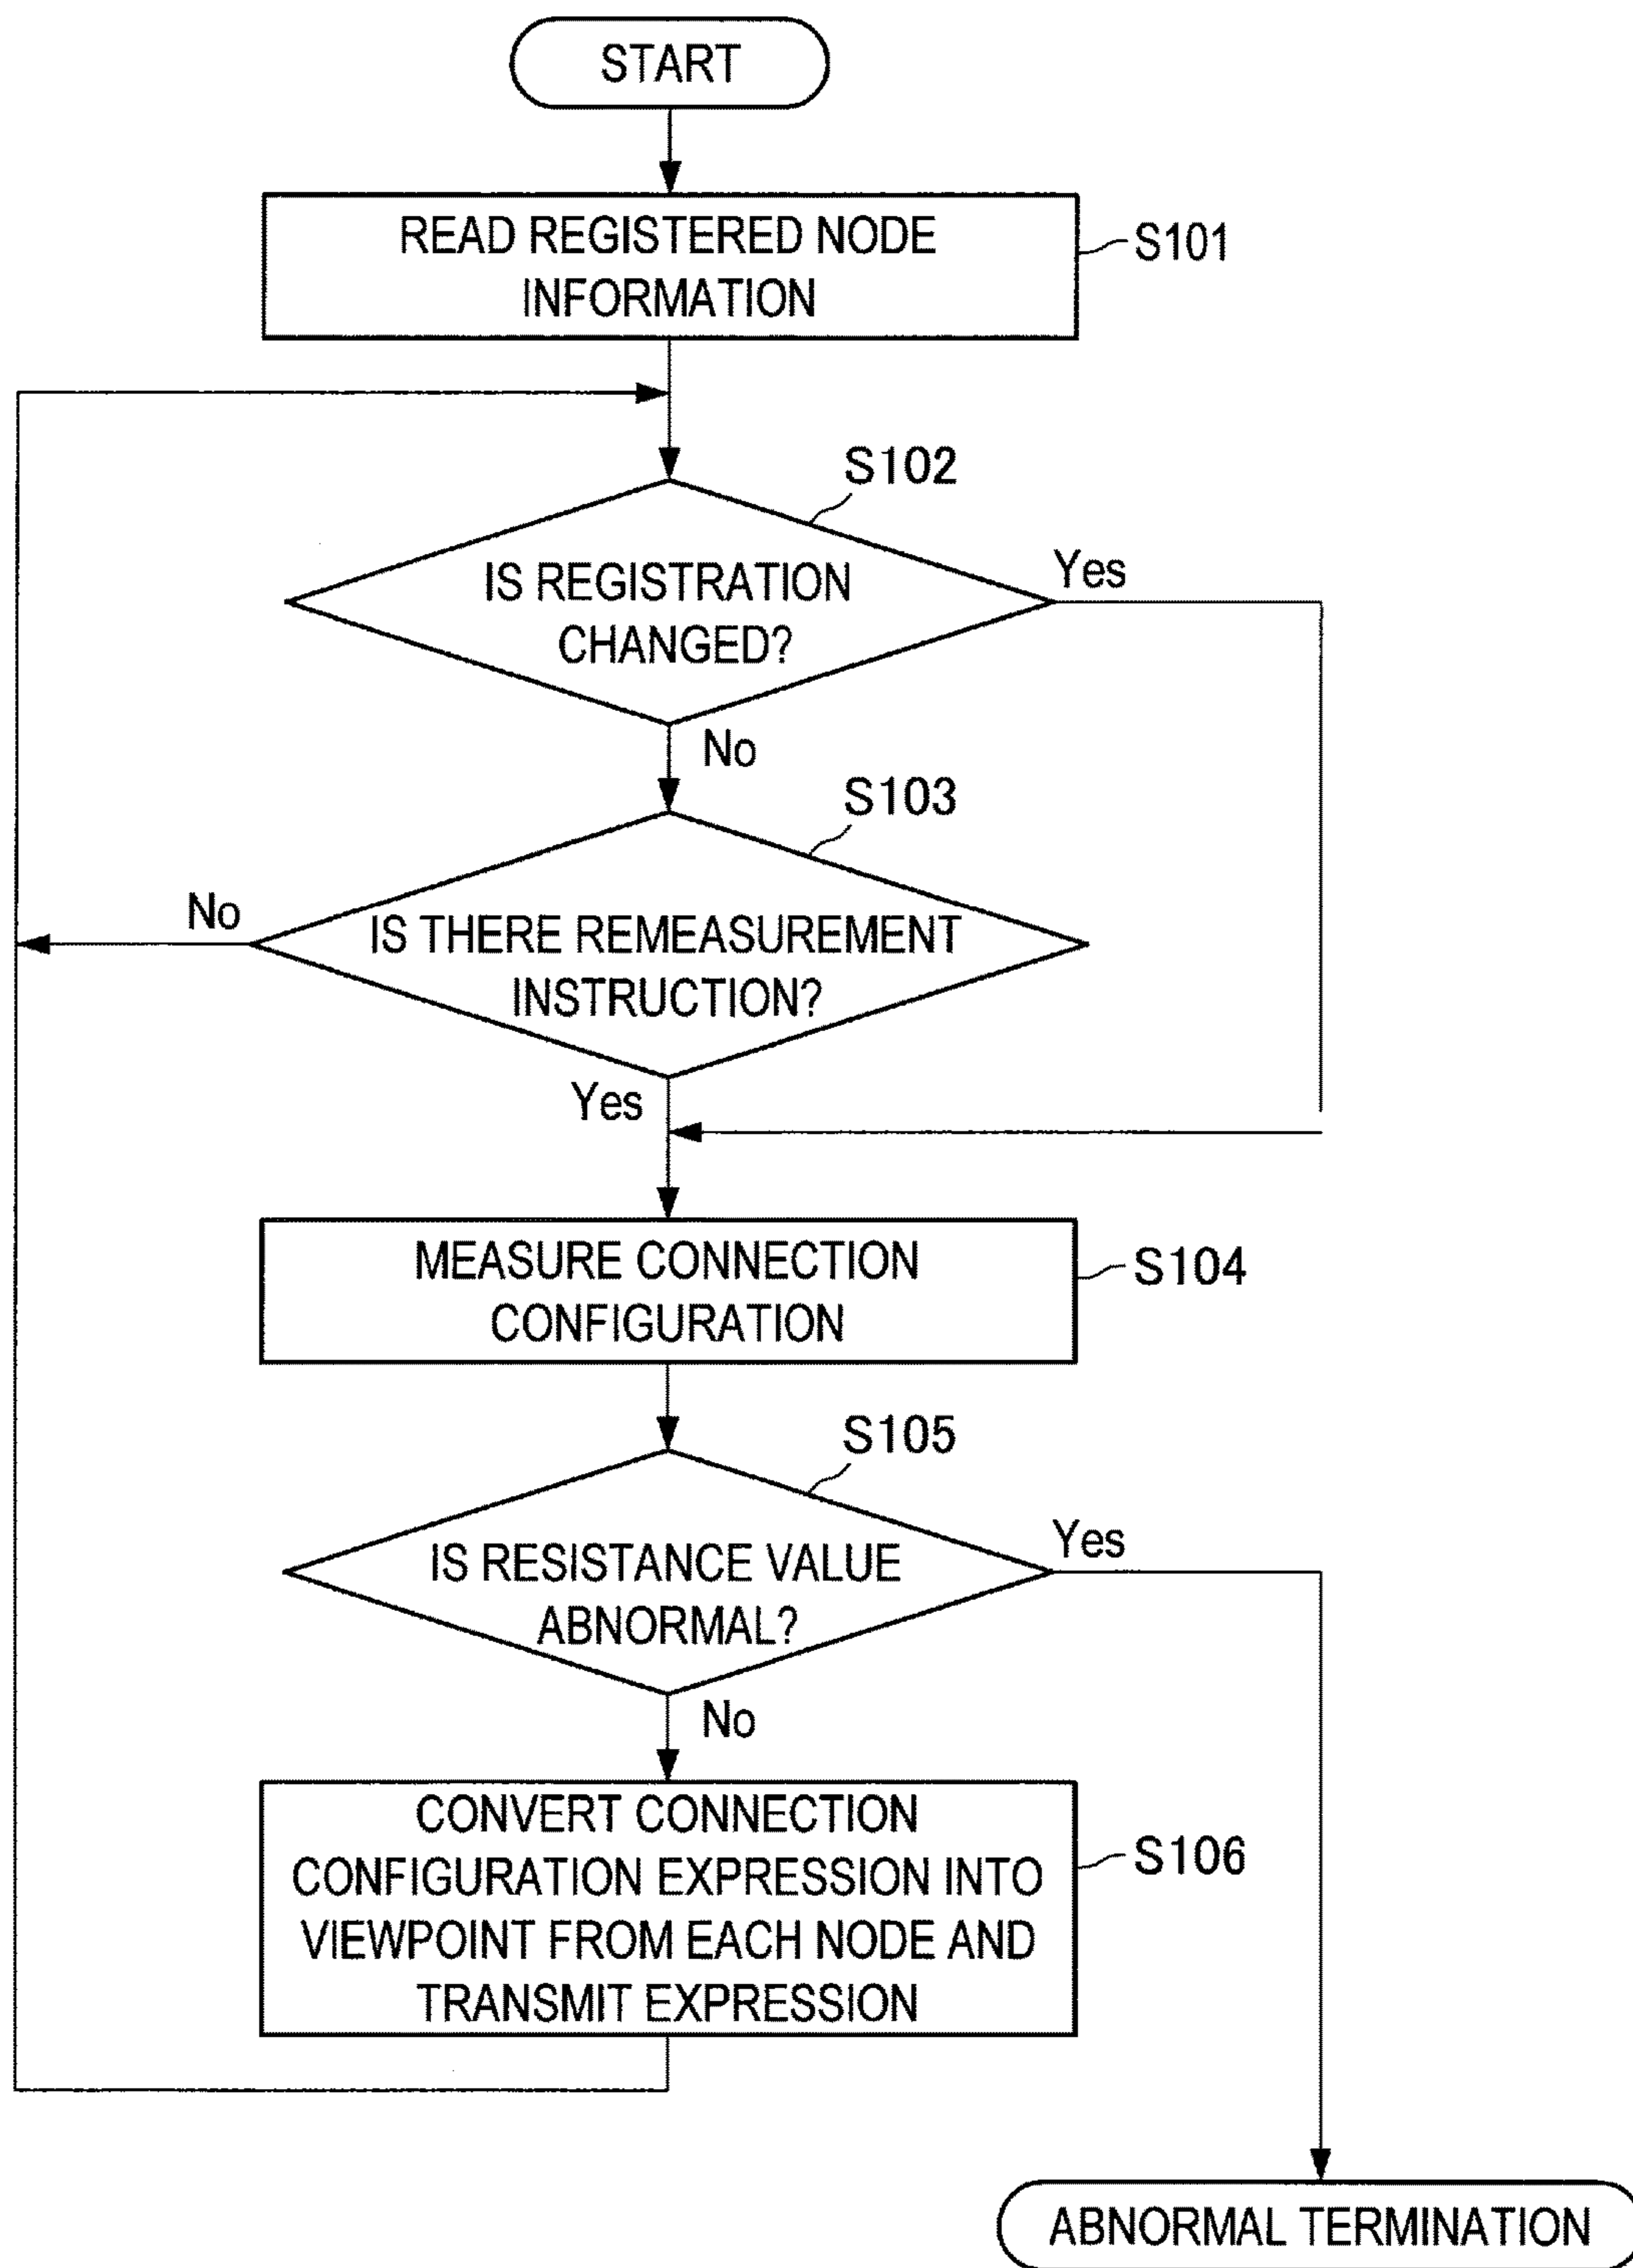 START
READ REGISTERED NODE
INFORMATION
S101
S102
IS REGISTRATION
CHANGED?
Yes
No
S103
IS THERE REMEASUREMENT
INSTRUCTION?
No
Yes
MEASURE CONNECTION
CONFIGURATION
S104
S105
IS RESISTANCE VALUE
ABNORMAL?
Yes
No
CONVERT CONNECTION
CONFIGURATION EXPRESSION INTO
VIEWPOINT FROM EACH NODE AND
TRANSMIT EXPRESSION
S106
ABNORMAL TERMINATION